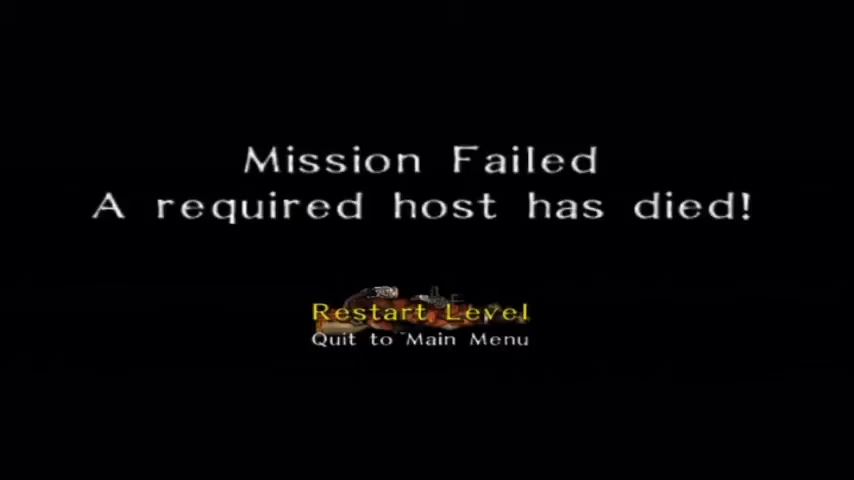 Mission Failed
A required host has died!
Restart Level
Quit to Main Menu